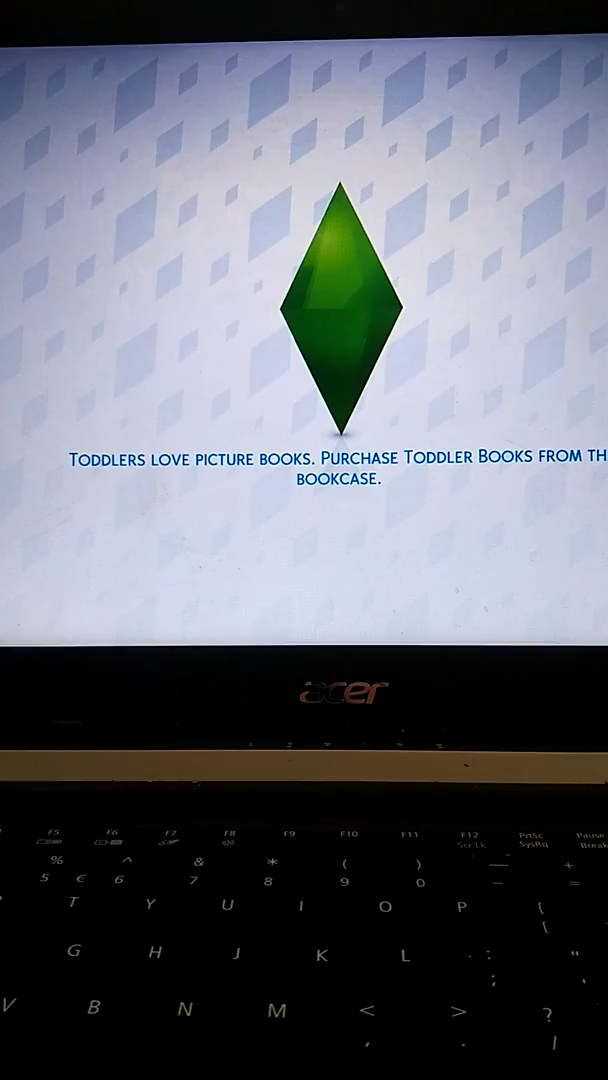 TODDLERS LOVE PICTURE BOOKS. PURCHASE TODDLER BOOKS FROM TH
BOOKCASE.
acer
F5 F6 F7 F8 F9 F10 F11 F12 PrtSc Pause
Scr Lk SysRq Break
% ^ & * ( ) — +
5 € 6 7 8 9 0 - =
T Y U I O P {
[
G H J K L : "
; '
V B N M < > ?
, . /